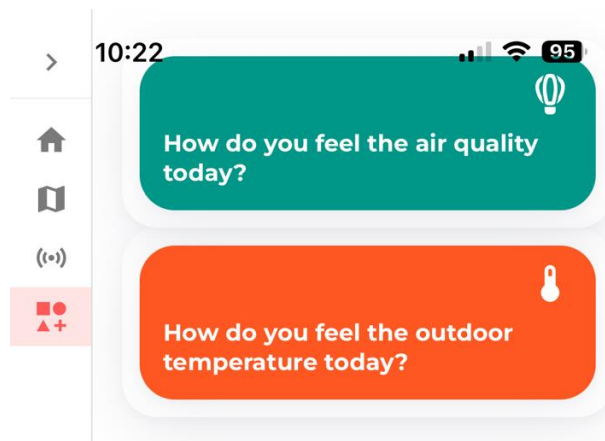 10:22
95
How do you feel the air quality
today?
How do you feel the outdoor
temperature today?